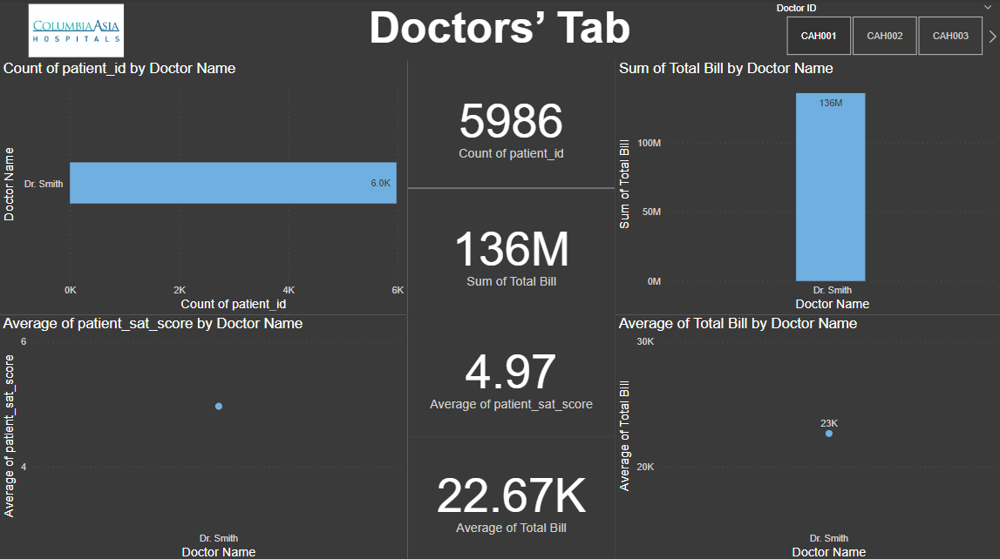 COLUMBIAASIA
HOSPITALS
Doctors’ Tab
Doctor ID
CAH001
CAH002
CAH003
Count of patient_id by Doctor Name
Doctor Name
Dr. Smith
6.0K
0K
2K
4K
6K
Count of patient_id
5986
Count of patient_id
136M
Sum of Total Bill
4.97
Average of patient_sat_score
22.67K
Average of Total Bill
Sum of Total Bill by Doctor Name
Sum of Total Bill
136M
100M
50M
0M
Dr. Smith
Doctor Name
Average of patient_sat_score by Doctor Name
Average of patient_sat_score
6
4
Dr. Smith
Doctor Name
Average of Total Bill by Doctor Name
Average of Total Bill
30K
23K
20K
Dr. Smith
Doctor Name